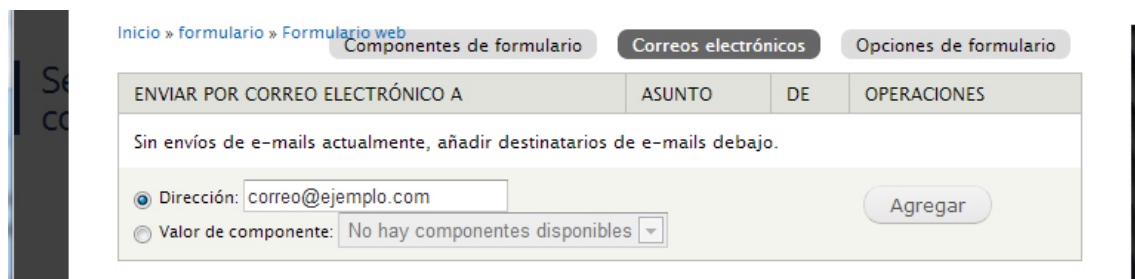 Inicio » formulario » Formulario web
Componentes de formulario Correos electrónicos Opciones de formulario
ENVIAR POR CORREO ELECTRÓNICO A ASUNTO DE OPERACIONES
Sin envíos de e-mails actualmente, añadir destinatarios de e-mails debajo.
Dirección: correo@ejemplo.com
Agregar
Valor de componente: No hay componentes disponibles